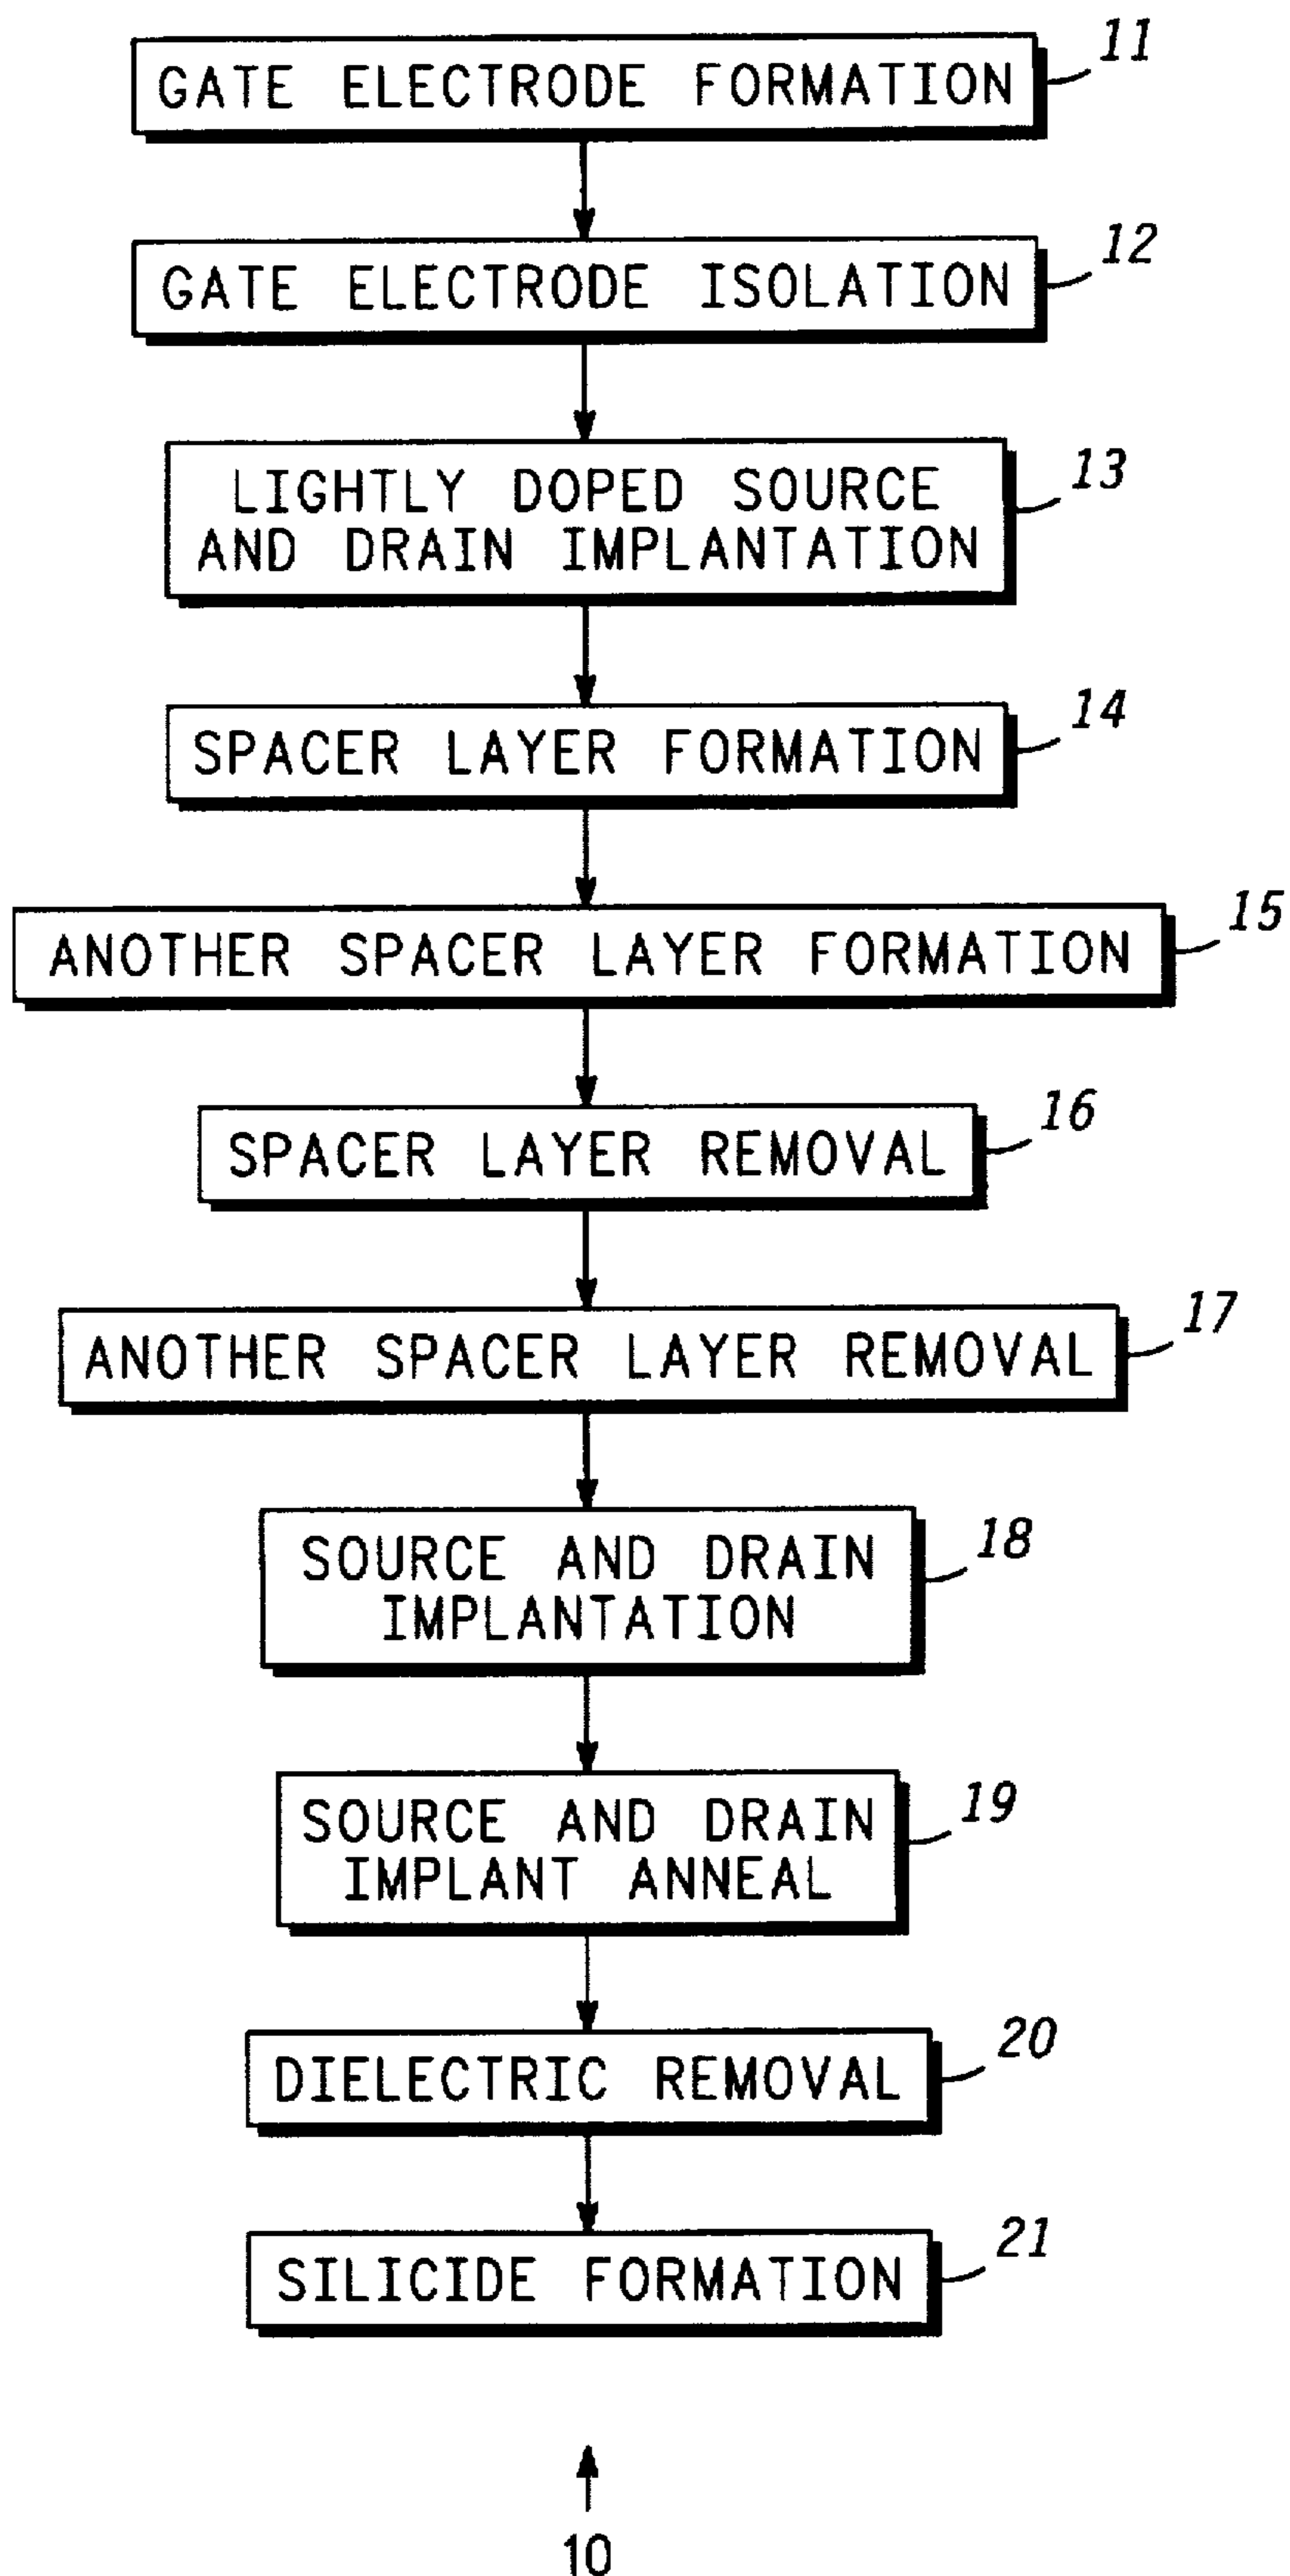 GATE ELECTRODE FORMATION 11
GATE ELECTRODE ISOLATION 12
LIGHTLY DOPED SOURCE 13
AND DRAIN IMPLANTATION
SPACER LAYER FORMATION 14
ANOTHER SPACER LAYER FORMATION 15
SPACER LAYER REMOVAL 16
ANOTHER SPACER LAYER REMOVAL 17
SOURCE AND DRAIN 18
IMPLANTATION
SOURCE AND DRAIN 19
IMPLANT ANNEAL
DIELECTRIC REMOVAL 20
SILICIDE FORMATION 21
10